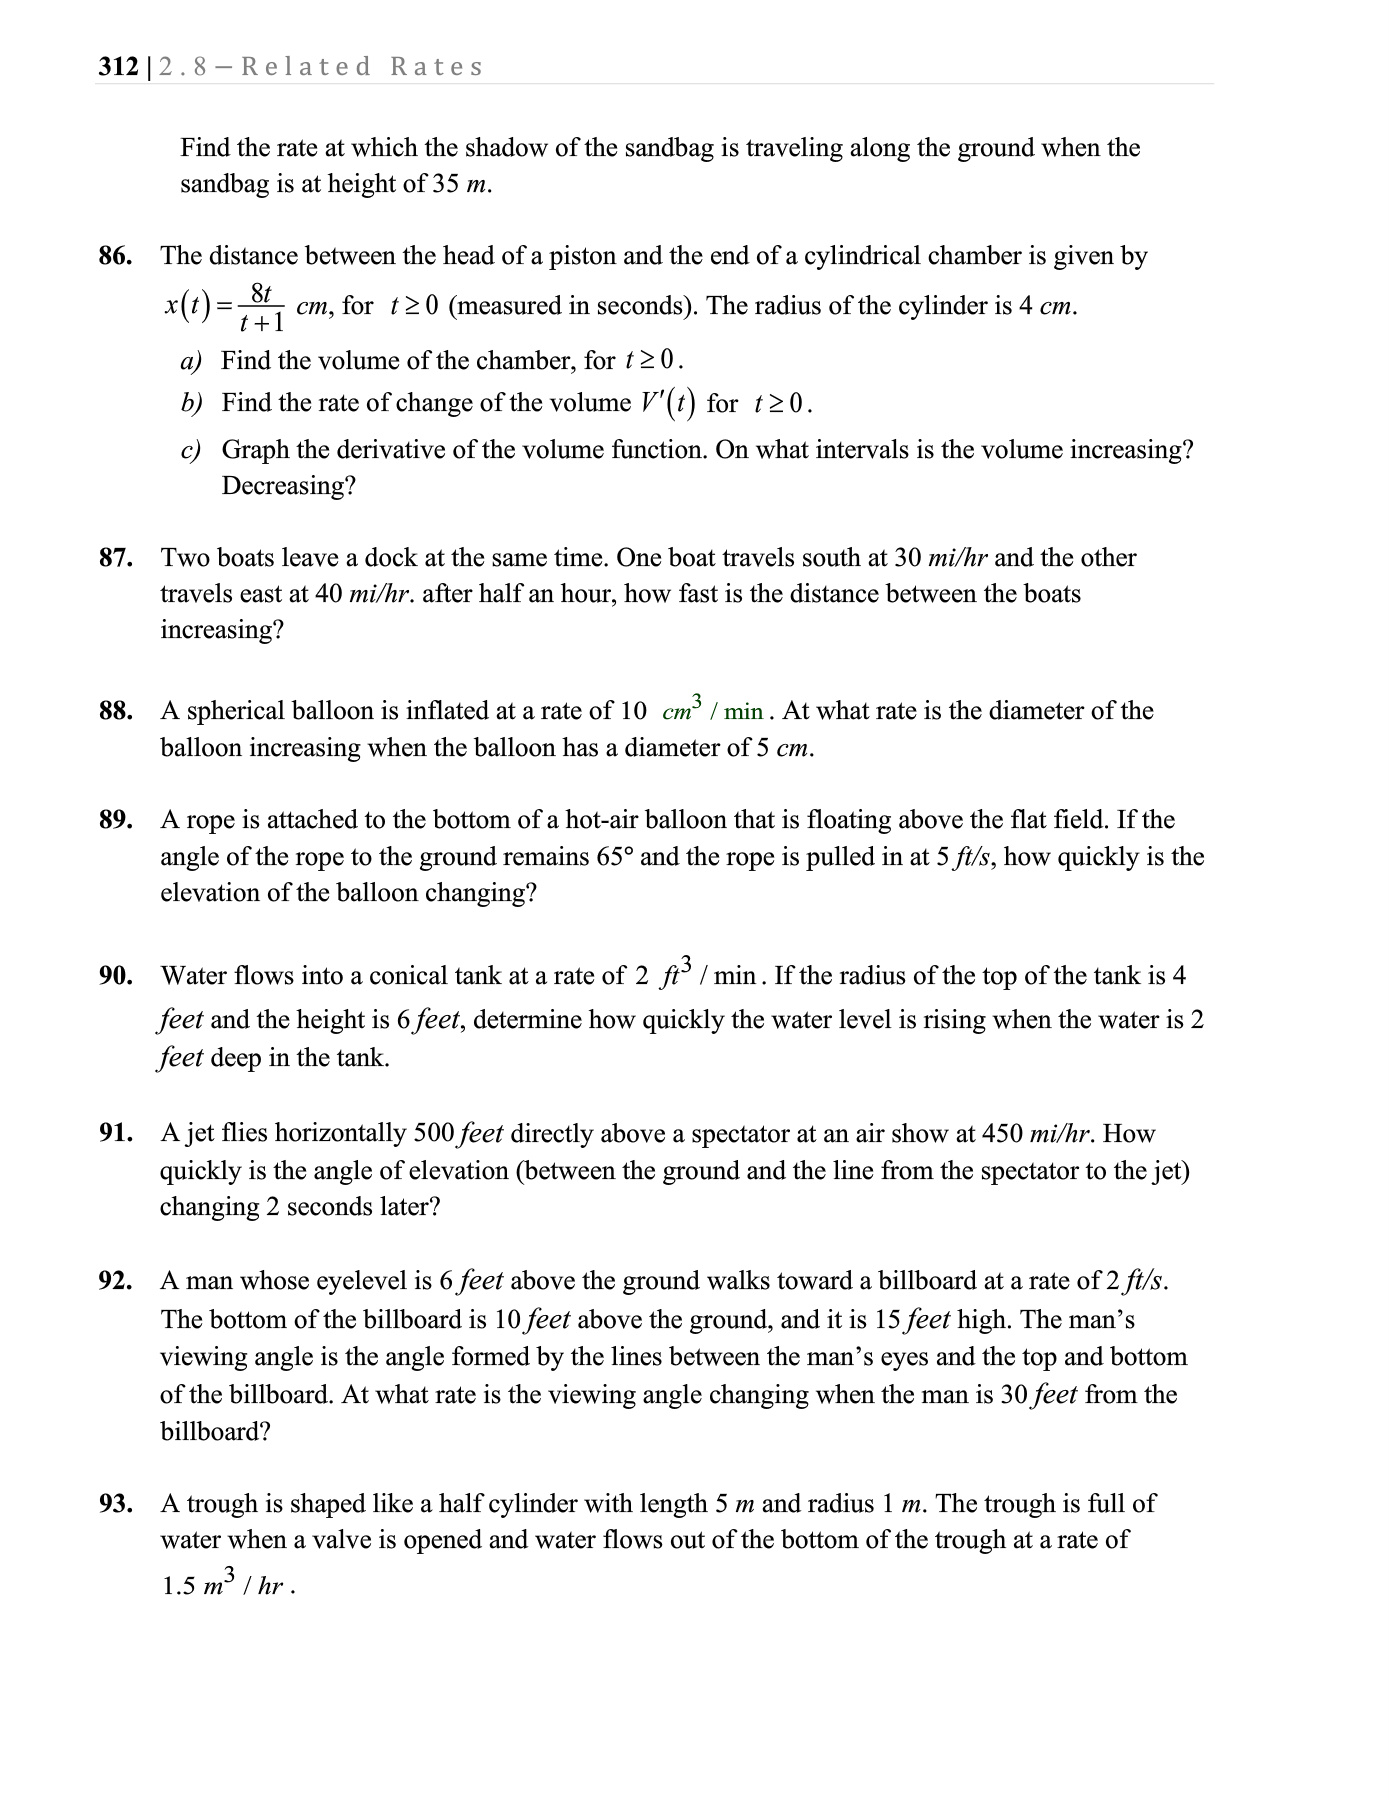 312 | 2.8 – Related Rates
Find the rate at which the shadow of the sandbag is traveling along the ground when the
sandbag is at height of 35 m.
86. The distance between the head of a piston and the end of a cylindrical chamber is given by
x(t) = 8t/(t+1) cm, for t ≥ 0 (measured in seconds). The radius of the cylinder is 4 cm.
a) Find the volume of the chamber, for t ≥ 0.
b) Find the rate of change of the volume V'(t) for t ≥ 0.
c) Graph the derivative of the volume function. On what intervals is the volume increasing?
Decreasing?
87. Two boats leave a dock at the same time. One boat travels south at 30 mi/hr and the other
travels east at 40 mi/hr. after half an hour, how fast is the distance between the boats
increasing?
88. A spherical balloon is inflated at a rate of 10 cm³ / min. At what rate is the diameter of the
balloon increasing when the balloon has a diameter of 5 cm.
89. A rope is attached to the bottom of a hot-air balloon that is floating above the flat field. If the
angle of the rope to the ground remains 65° and the rope is pulled in at 5 ft/s, how quickly is the
elevation of the balloon changing?
90. Water flows into a conical tank at a rate of 2 ft³ / min. If the radius of the top of the tank is 4
feet and the height is 6 feet, determine how quickly the water level is rising when the water is 2
feet deep in the tank.
91. A jet flies horizontally 500 feet directly above a spectator at an air show at 450 mi/hr. How
quickly is the angle of elevation (between the ground and the line from the spectator to the jet)
changing 2 seconds later?
92. A man whose eyelevel is 6 feet above the ground walks toward a billboard at a rate of 2 ft/s.
The bottom of the billboard is 10 feet above the ground, and it is 15 feet high. The man's
viewing angle is the angle formed by the lines between the man's eyes and the top and bottom
of the billboard. At what rate is the viewing angle changing when the man is 30 feet from the
billboard?
93. A trough is shaped like a half cylinder with length 5 m and radius 1 m. The trough is full of
water when a valve is opened and water flows out of the bottom of the trough at a rate of
1.5 m³ / hr.